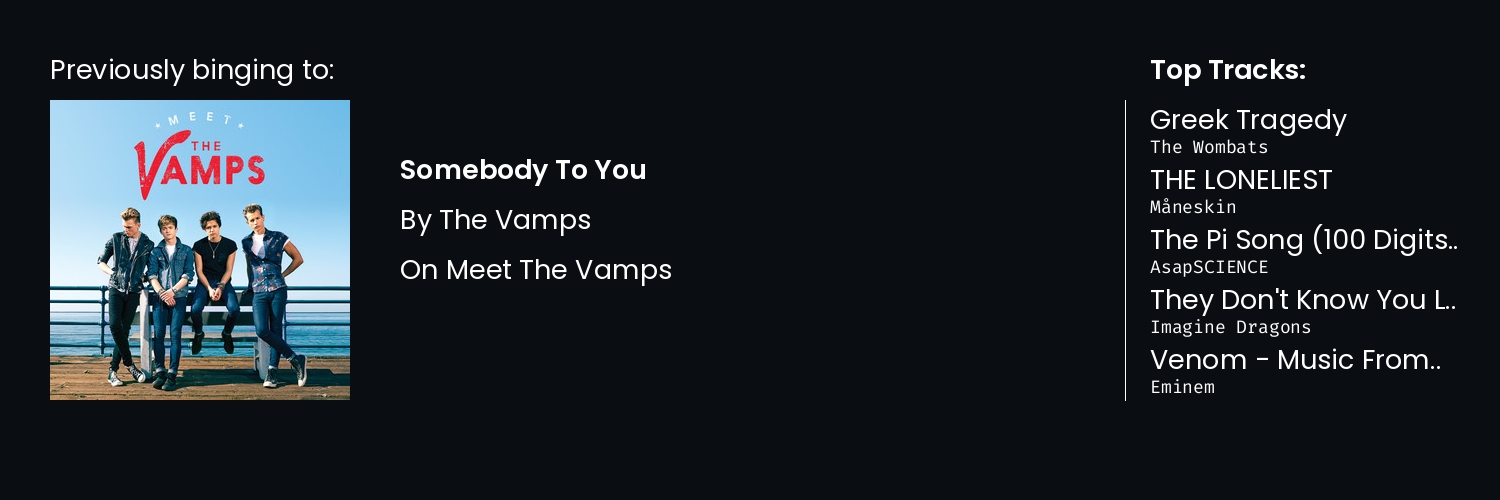 Previously binging to:
* MEET *
THE
VAMPS
Somebody To You
By The Vamps
On Meet The Vamps
Top Tracks:
Greek Tragedy
The Wombats
THE LONELIEST
Måneskin
The Pi Song (100 Digits..
AsapSCIENCE
They Don't Know You L..
Imagine Dragons
Venom - Music From..
Eminem